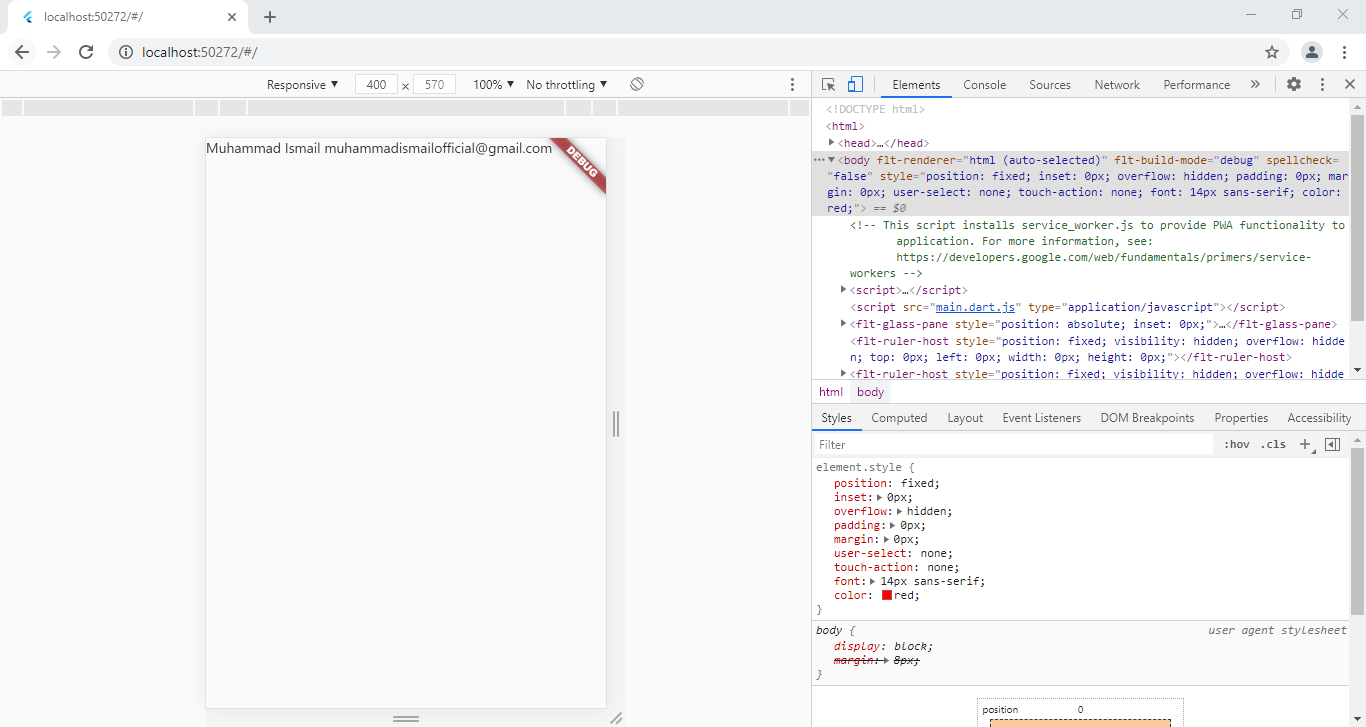 localhost:50272/#/
localhost:50272/#/
Responsive 400 × 570 100% No throttling
Elements Console Sources Network Performance »
Muhammad Ismail muhammadismailofficial@gmail.com
DEBUG
<!DOCTYPE html>
<html>
<head>…</head>
<body flt-renderer="html (auto-selected)" flt-build-mode="debug" spellcheck=
"false" style="position: fixed; inset: 0px; overflow: hidden; padding: 0px; mar
gin: 0px; user-select: none; touch-action: none; font: 14px sans-serif; color:
red;"> == $0
<!-- This script installs service_worker.js to provide PWA functionality to
application. For more information, see:
https://developers.google.com/web/fundamentals/primers/service-
workers -->
<script>…</script>
<script src="main.dart.js" type="application/javascript"></script>
<flt-glass-pane style="position: absolute; inset: 0px;">…</flt-glass-pane>
<flt-ruler-host style="position: fixed; visibility: hidden; overflow: hidde
n; top: 0px; left: 0px; width: 0px; height: 0px;"></flt-ruler-host>
<flt-ruler-host style="position: fixed; visibility: hidden; overflow: hidde
html body
Styles Computed Layout Event Listeners DOM Breakpoints Properties Accessibility
Filter :hov .cls +
element.style {
position: fixed;
inset: 0px;
overflow: hidden;
padding: 0px;
margin: 0px;
user-select: none;
touch-action: none;
font: 14px sans-serif;
color: red;
}
body { user agent stylesheet
display: block;
margin: 8px;
}
position 0